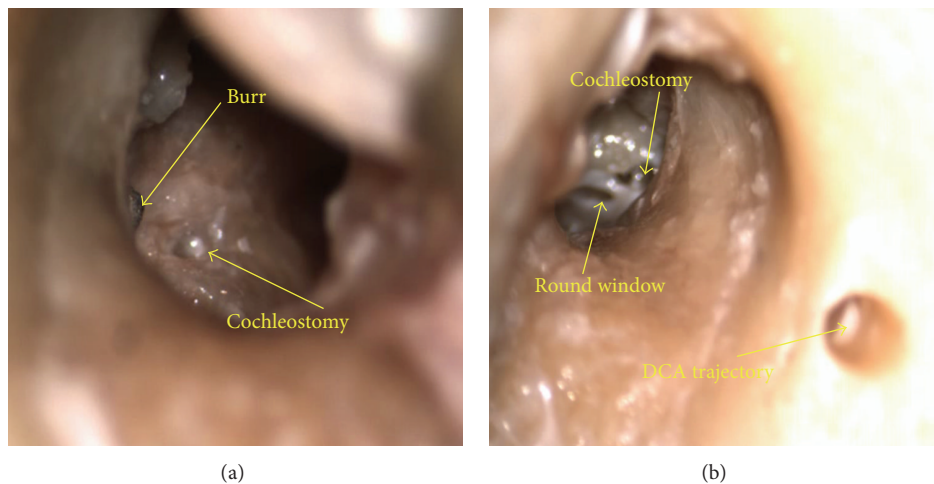 Burr
Cochleostomy
(a)
Cochleostomy
Round window
DCA trajectory
(b)